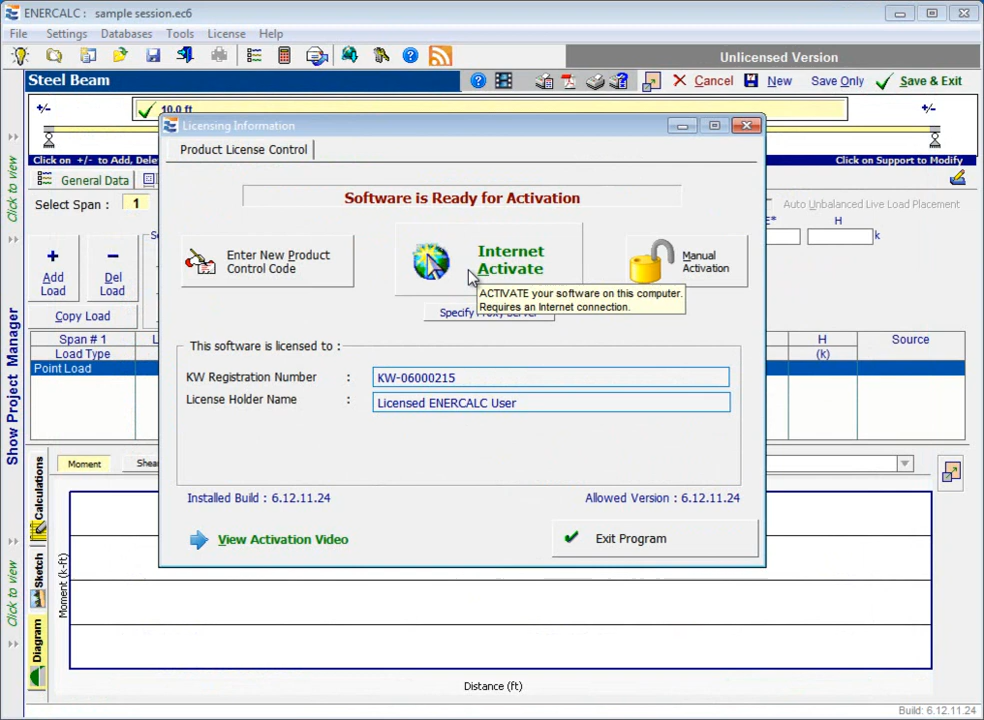 ENERCALC : sample session.ec6
File Settings Databases Tools License Help
Unlicensed Version
Steel Beam
Cancel New Save Only Save & Exit
+/- 10.0 ft +/-
Click on +/- to Add, Dele Click on Support to Modify
Click to view
General Data
Select Span : 1
Auto Unbalanced Live Load Placement
E* H
k
+ Add Load
− Del Load
Copy Load
Span # 1
Load Type
H
(k)
Source
Point Load
Show Project Manager
Click to view
Moment Shea
Calculations
Sketch
Diagram
Moment (k-ft)
Distance (ft)
Build: 6.12.11.24
Licensing Information
Product License Control
Software is Ready for Activation
Enter New Product
Control Code
Internet
Activate
Manual
Activation
ACTIVATE your software on this computer.
Requires an Internet connection.
Specify Proxy Server
This software is licensed to :
KW Registration Number : KW-06000215
License Holder Name : Licensed ENERCALC User
Installed Build : 6.12.11.24 Allowed Version : 6.12.11.24
View Activation Video
Exit Program